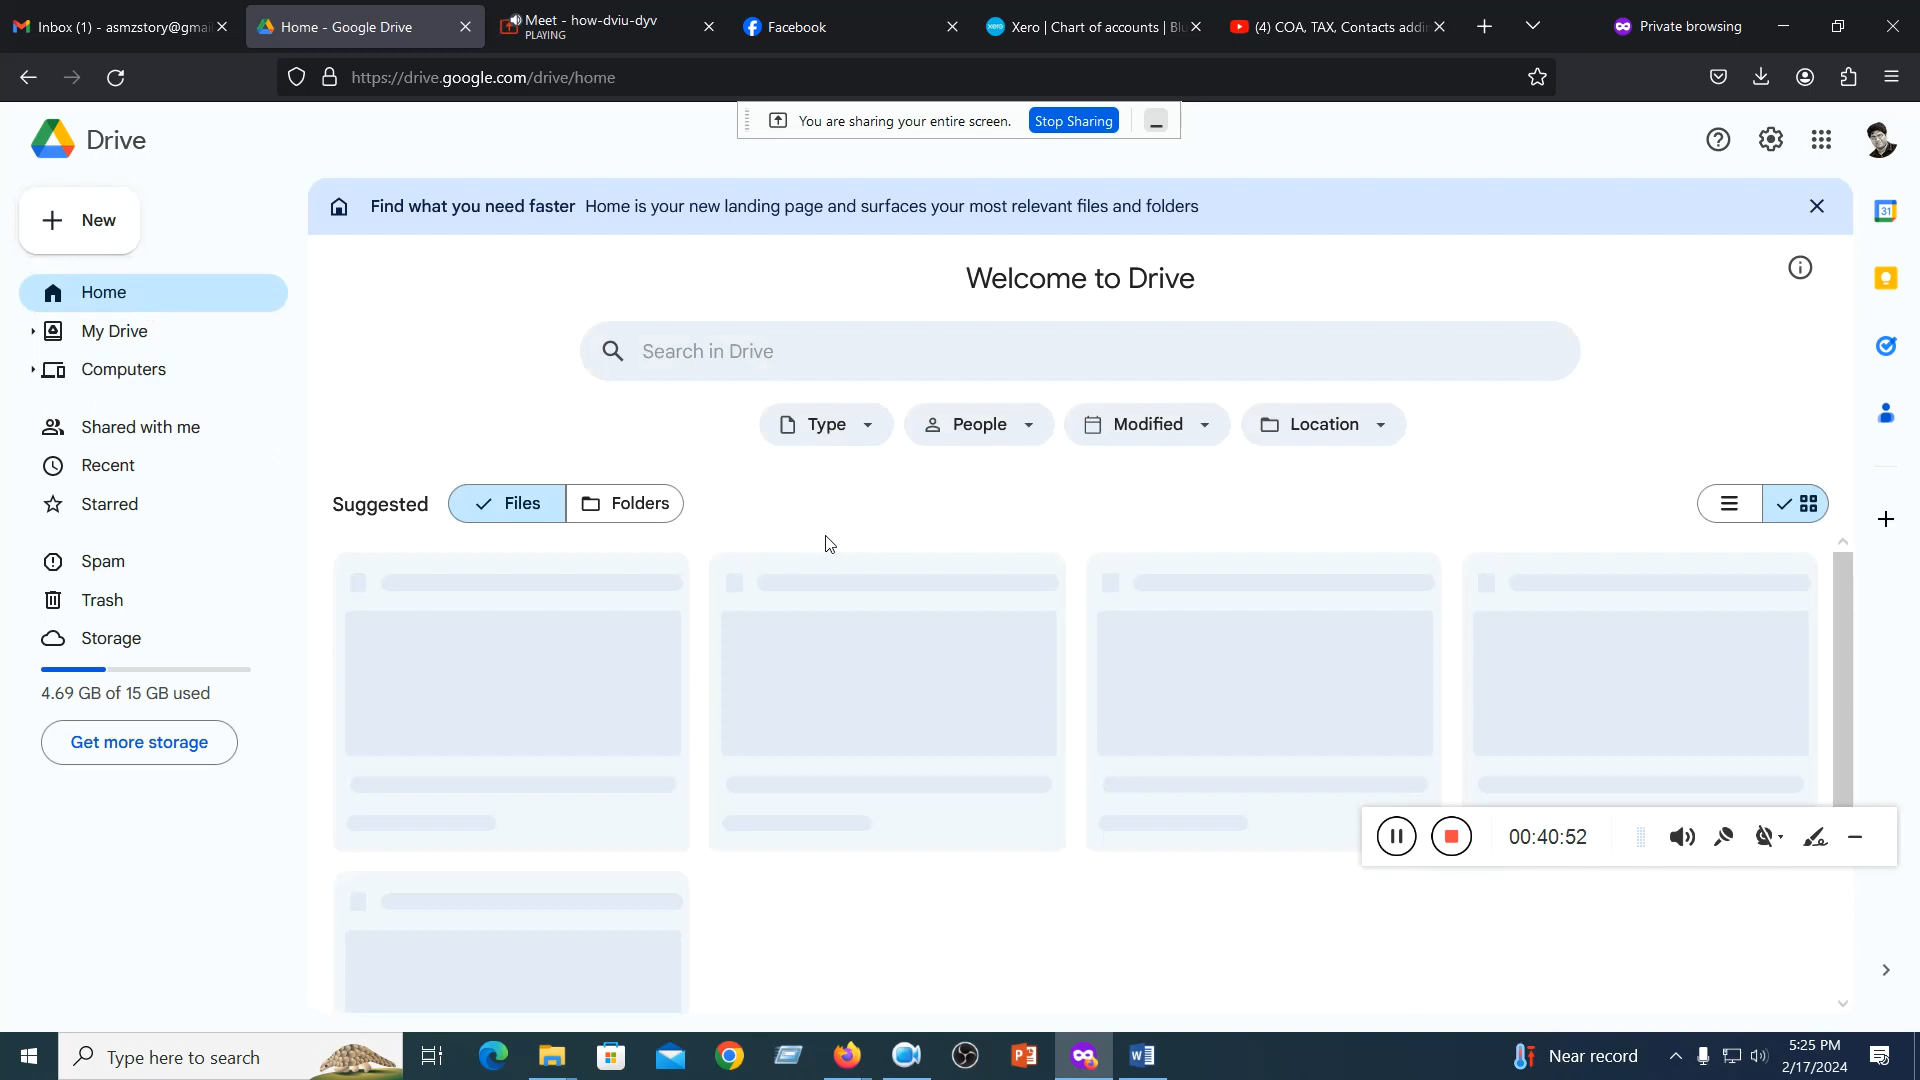 Inbox (1) - asmzstory@gmai
Home - Google Drive
Meet - how-dviu-dyv
PLAYING
Facebook
Xero | Chart of accounts | Blu
(4) COA, TAX, Contacts addin
Private browsing
https://drive.google.com/drive/home
You are sharing your entire screen.
Stop Sharing
Drive
New
Find what you need faster Home is your new landing page and surfaces your most relevant files and folders
Welcome to Drive
Home
My Drive
Computers
Shared with me
Recent
Starred
Spam
Trash
Storage
4.69 GB of 15 GB used
Get more storage
Search in Drive
Type
People
Modified
Location
Suggested
Files
Folders
31
00:40:52
Type here to search
Near record
5:25 PM
2/17/2024